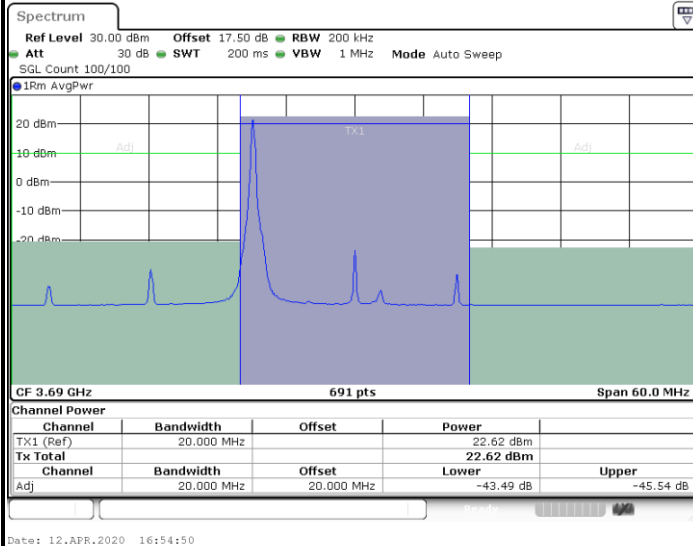 Spectrum
Ref Level 30.00 dBm Offset 17.50 dB RBW 200 kHz
Att 30 dB SWT 200 ms VBW 1 MHz Mode Auto Sweep
SGL Count 100/100
1Rm AvgPwr
20 dBm
TX1
Adj
Adj
10 dBm
0 dBm
-10 dBm
-20 dBm
CF 3.69 GHz 691 pts Span 60.0 MHz
Channel Power
Channel Bandwidth Offset Power
TX1 (Ref) 20.000 MHz 22.62 dBm
Tx Total 22.62 dBm
Channel Bandwidth Offset Lower Upper
Adj 20.000 MHz 20.000 MHz -43.49 dB -45.54 dB
Ready
Date: 12.APR.2020 16:54:50